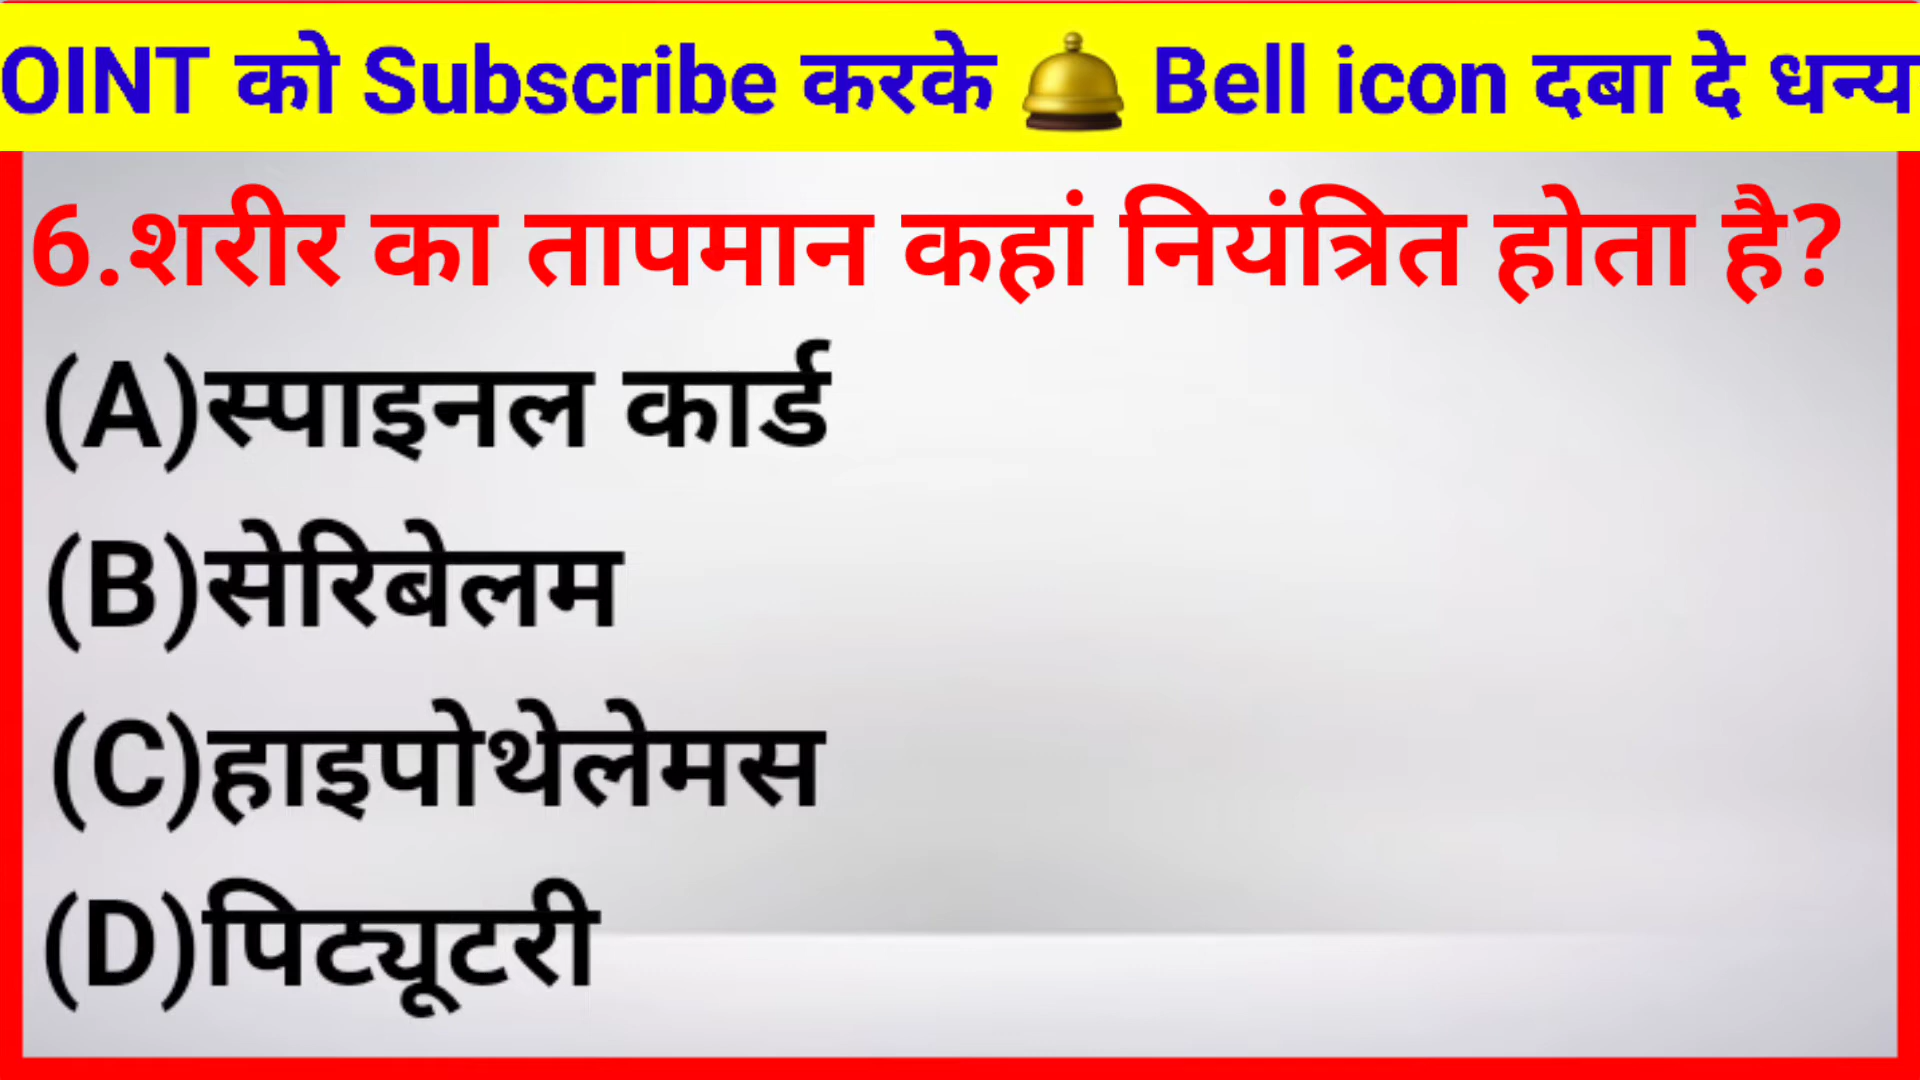 OINT को Subscribe करके 🛎️ Bell icon दबा दे धन्य
6.शरीर का तापमान कहां नियंत्रित होता है?
(A)स्पाइनल कार्ड
(B)सेरिबेलम
(C)हाइपोथेलेमस
(D)पिट्यूटरी